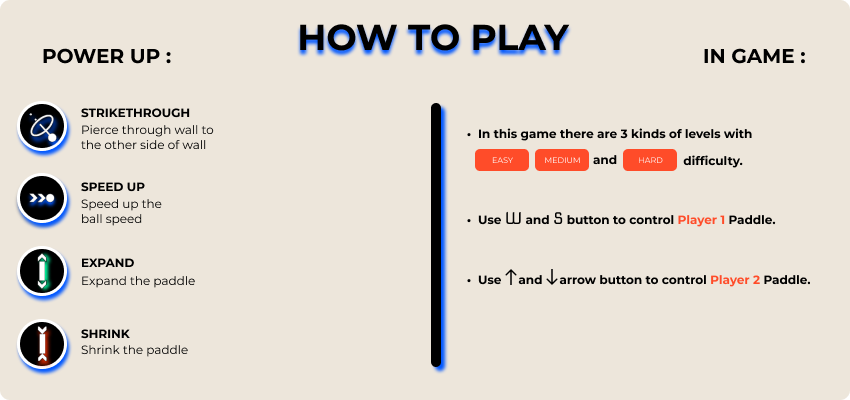 HOW TO PLAY
POWER UP :
STRIKETHROUGH
Pierce through wall to
the other side of wall
SPEED UP
Speed up the
ball speed
EXPAND
Expand the paddle
SHRINK
Shrink the paddle
IN GAME :
• In this game there are 3 kinds of levels with
EASY MEDIUM and HARD difficulty.
• Use W and S button to control Player 1 Paddle.
• Use ↑ and ↓ arrow button to control Player 2 Paddle.